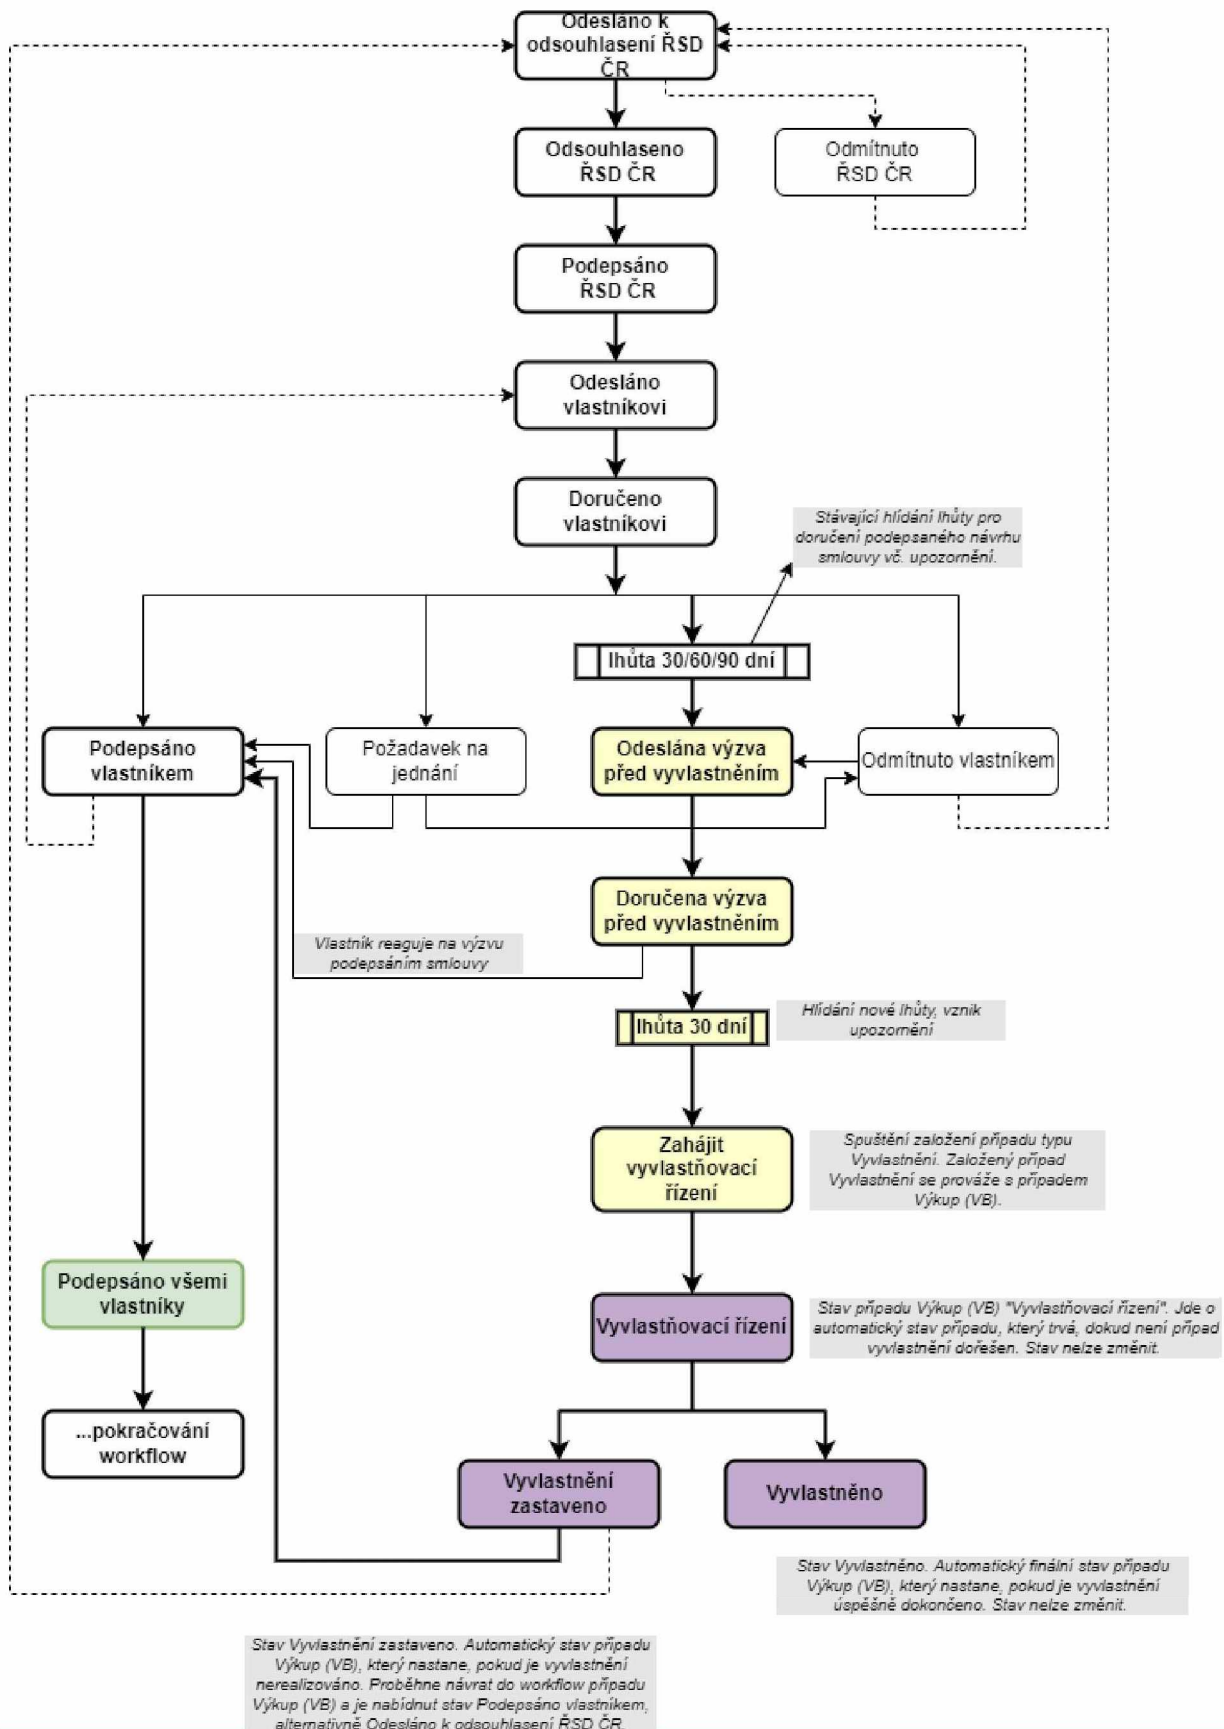 Odesláno k
odsouhlasení ŘSD
ČR
Odsouhlaseno
ŘSD ČR
Odmítnuto
ŘSD ČR
Podepsáno
ŘSD ČR
Odesláno
vlastníkovi
Doručeno
vlastníkovi
Stávající hlídání lhůty pro
doručení podepsaného návrhu
smlouvy vč. upozornění.
lhůta 30/60/90 dní
Podepsáno
vlastníkem
Požadavek na
jednání
Odeslána výzva
před vyvlastněním
Odmítnuto vlastníkem
Doručena výzva
před vyvlastněním
Vlastník reaguje na výzvu
podepsáním smlouvy
lhůta 30 dní
Hlídání nové lhůty, vznik
upozornění
Zahájit
vyvlastňovací
řízení
Spuštění založení případu typu
Vyvlastnění. Založený případ
Vyvlastnění se prováže s případem
Výkup (VB).
Podepsáno všemi
vlastníky
Vyvlastňovací řízení
Stav případu Výkup (VB) "Vyvlastňovací řízení". Jde o
automatický stav případu, který trvá, dokud není případ
vyvlastnění dořešen. Stav nelze změnit.
...pokračování
workflow
Vyvlastnění
zastaveno
Vyvlastněno
Stav Vyvlastněno. Automatický finální stav případu
Výkup (VB), který nastane, pokud je vyvlastnění
úspěšně dokončeno. Stav nelze změnit.
Stav Vyvlastnění zastaveno. Automatický stav případu
Výkup (VB), který nastane, pokud je vyvlastnění
nerealizováno. Proběhne návrat do workflow případu
Výkup (VB) a je nabídnut stav Podepsáno vlastníkem,
alternativně Odesláno k odsouhlasení ŘSD ČR.